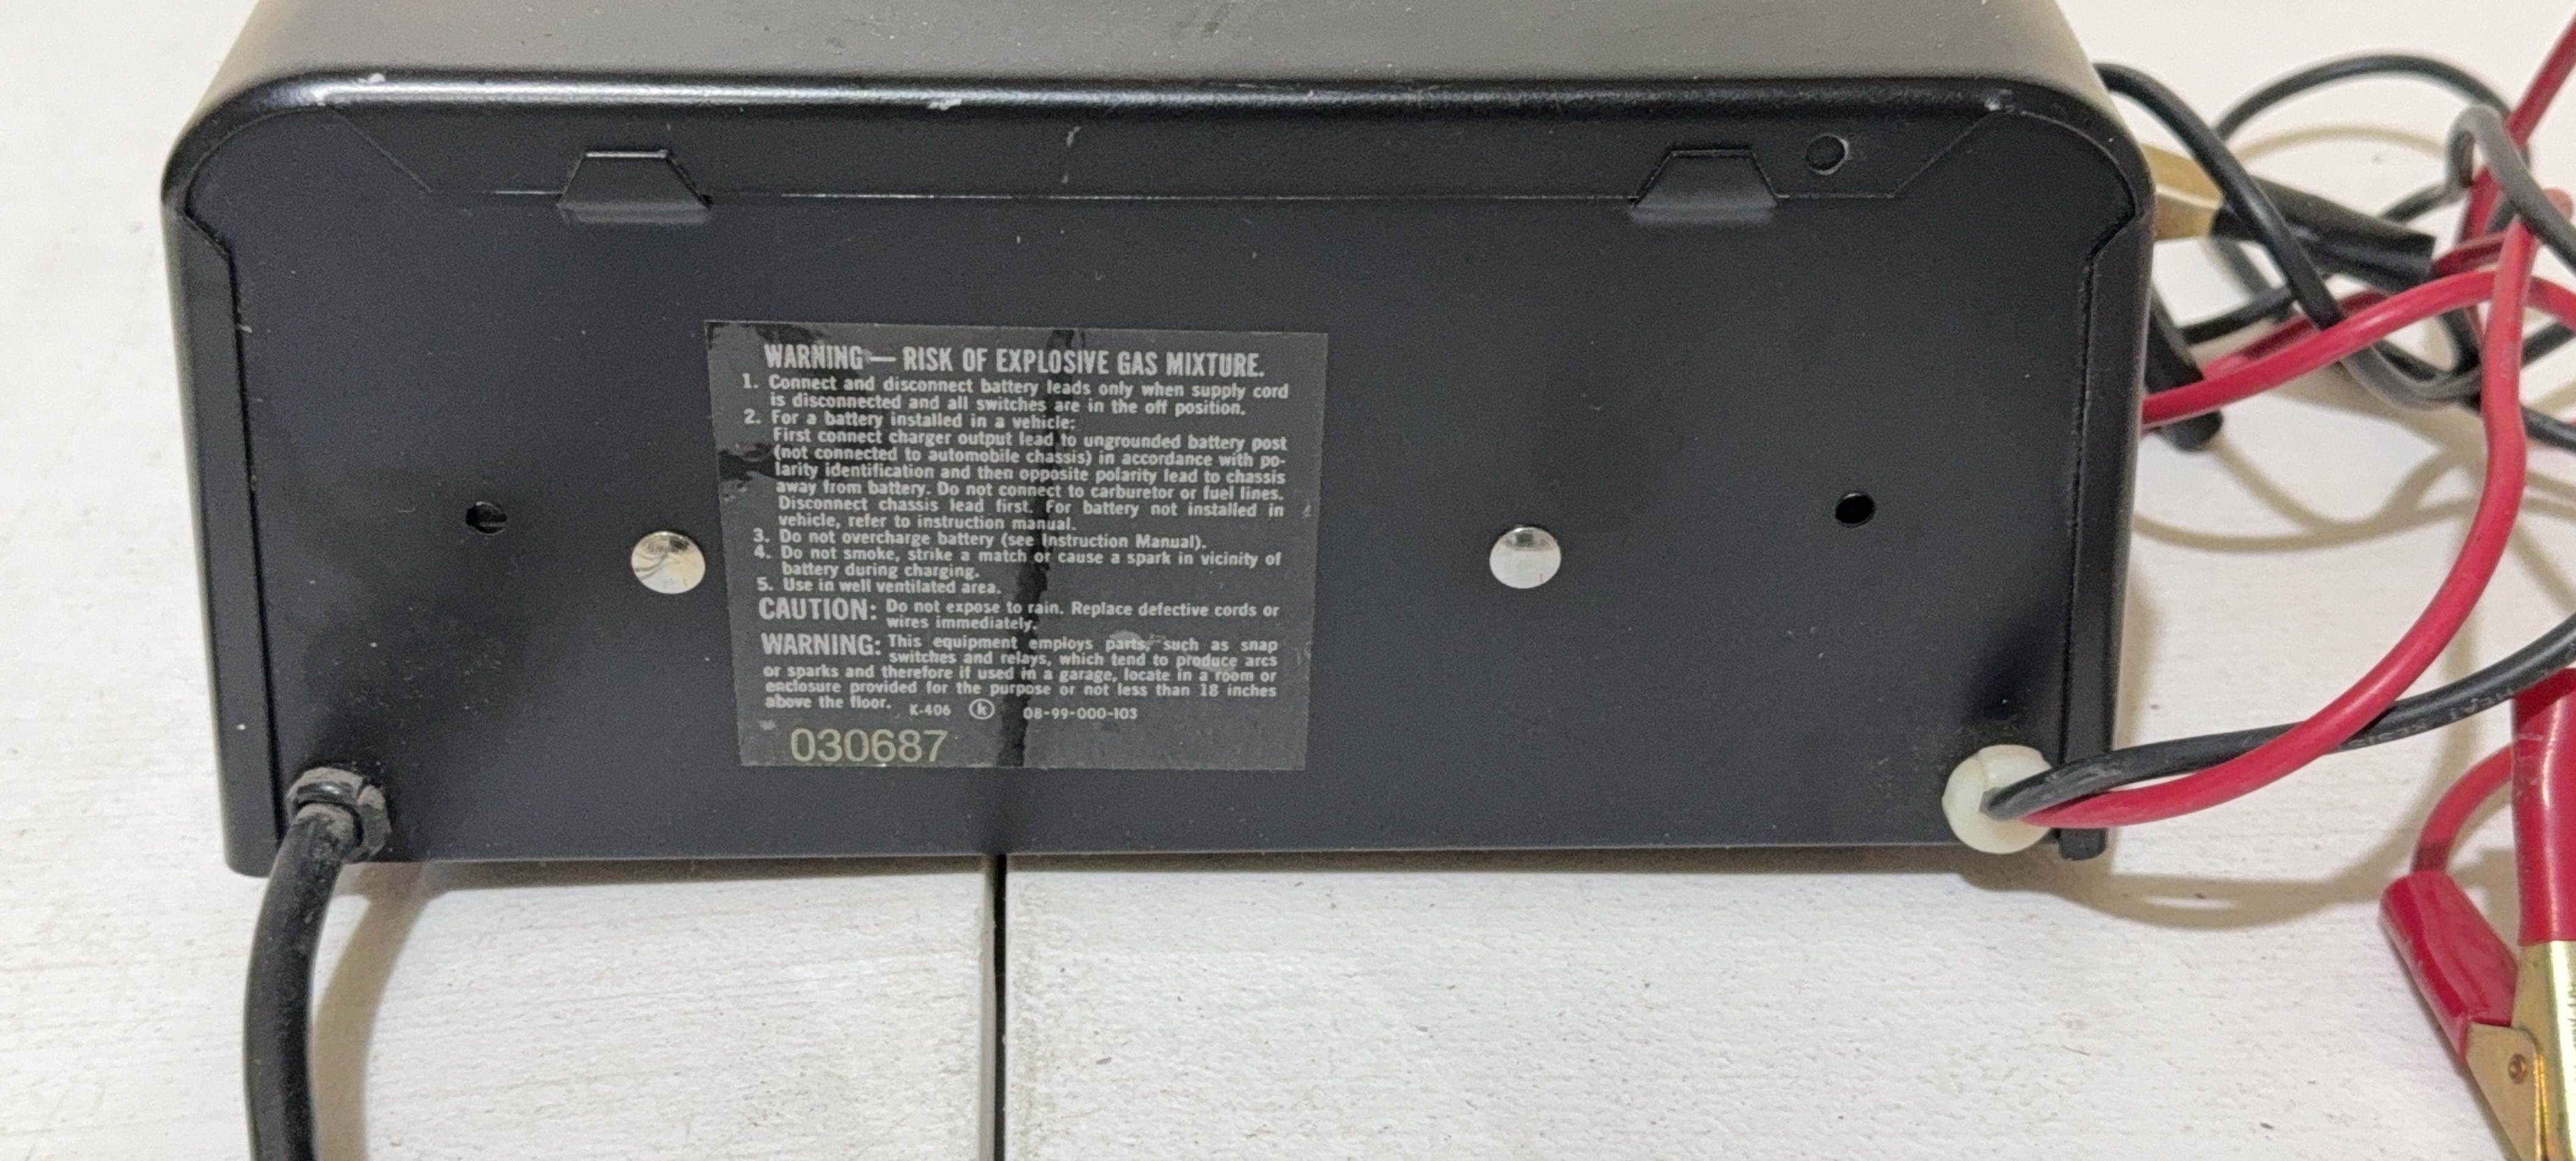 WARNING — RISK OF EXPLOSIVE GAS MIXTURE.
1. Connect and disconnect battery leads only when supply cord
is disconnected and all switches are in the off position.
2. For a battery installed in a vehicle:
First connect charger output lead to ungrounded battery post
(not connected to automobile chassis) in accordance with po-
larity identification and then opposite polarity lead to chassis
away from battery. Do not connect to carburetor or fuel lines.
Disconnect chassis lead first. For battery not installed in
vehicle, refer to instruction manual.
3. Do not overcharge battery (see Instruction Manual).
4. Do not smoke, strike a match or cause a spark in vicinity of
battery during charging.
5. Use in well ventilated area.
CAUTION: Do not expose to rain. Replace defective cords or
wires immediately.
WARNING: This equipment employs parts, such as snap
switches and relays, which tend to produce arcs
or sparks and therefore if used in a garage, locate in a room or
enclosure provided for the purpose or not less than 18 inches
above the floor. K-406 k 08-99-000-103
030687